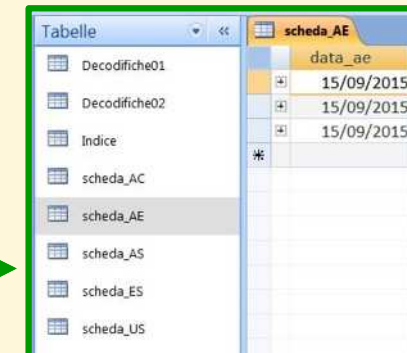 Tabelle
Decodifiche01
Decodifiche02
Indice
scheda_AC
scheda_AE
scheda_AS
scheda_ES
scheda_US
scheda_AE
data_ae
15/09/2015
15/09/2015
15/09/2015